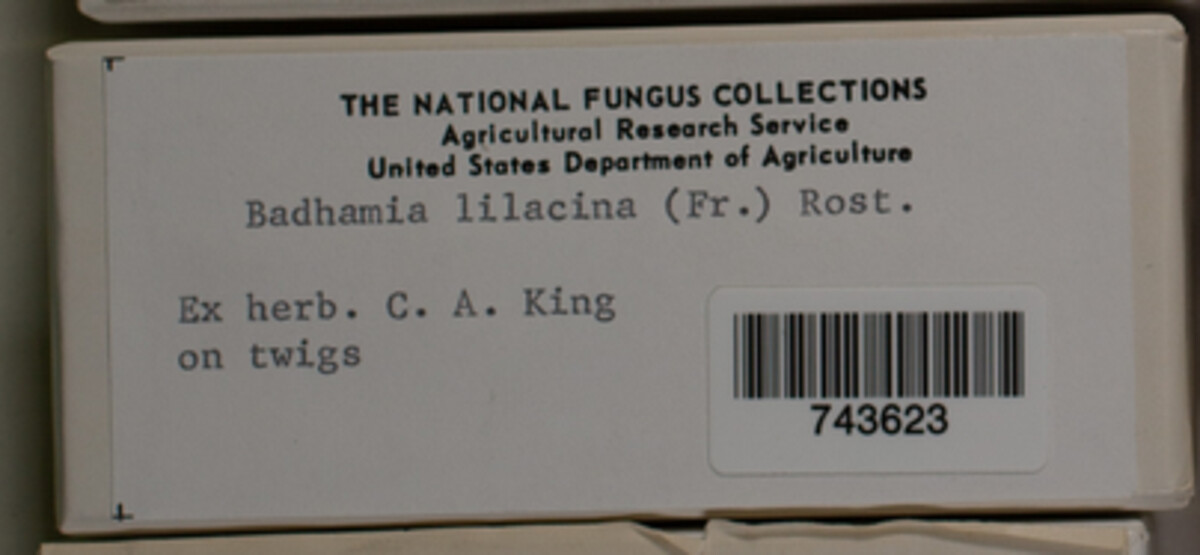 THE NATIONAL FUNGUS COLLECTIONS
Agricultural Research Service
United States Department of Agriculture
Badhamia lilacina (Fr.) Rost.
Ex herb. C. A. King
on twigs
743623